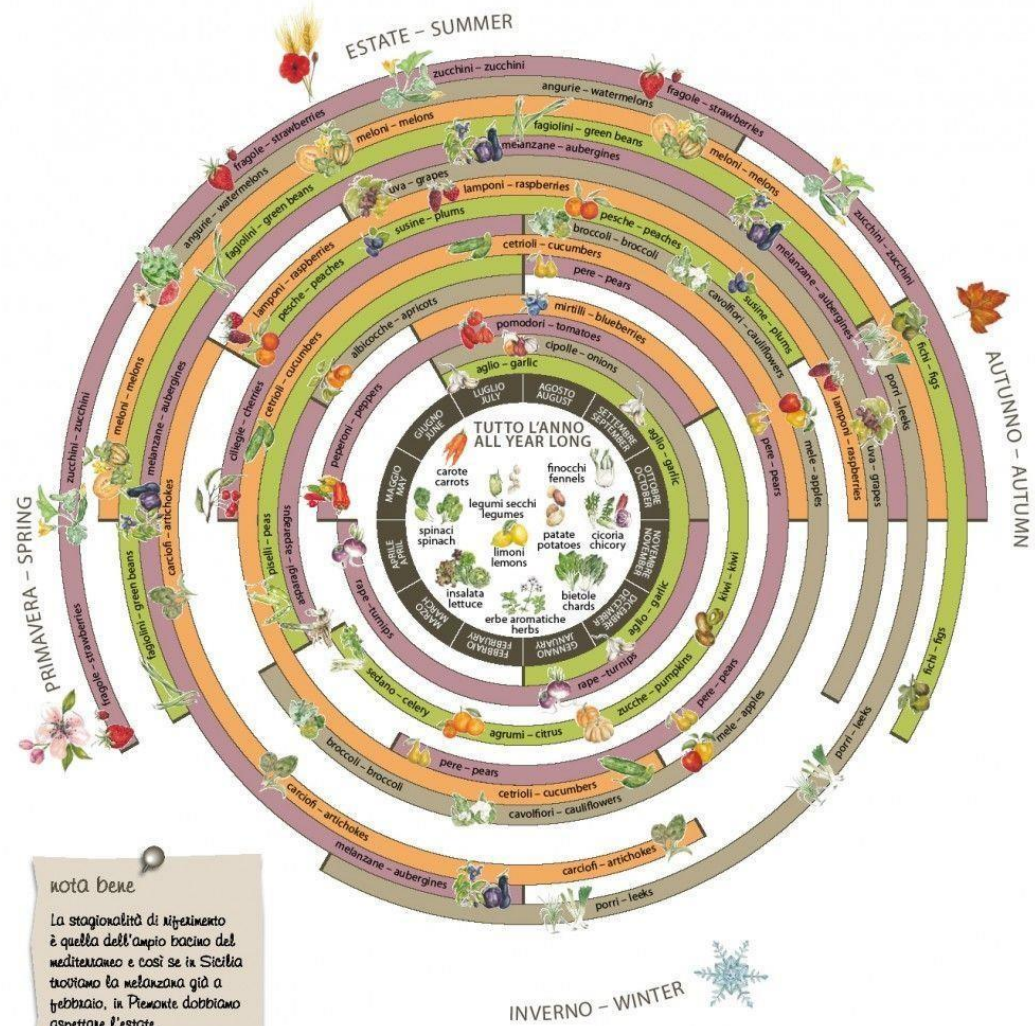 ESTATE – SUMMER
zucchini – zucchini
angurie – watermelons
fragole – strawberries
fragole – strawberries
meloni – melons
fagiolini – green beans
meloni – melons
melanzane – aubergines
angurie – watermelons
fagiolini – green beans
uva – grapes
lamponi – raspberries
susine – plums
pesche – peaches
broccoli – broccoli
zucchini – zucchini
lamponi – raspberries
cetrioli – cucumbers
melanzane – aubergines
pesche – peaches
pere – pears
cavolfiori – cauliflowers
susine – plums
albicocche – apricots
mirtilli – blueberries
pomodori – tomatoes
cipolle – onions
aglio – garlic
fichi – figs
AUTUNNO – AUTUMN
meloni – melons
melanzane – aubergines
ciliegie – cherries
cetrioli – cucumbers
peperoni – peppers
aglio – garlic
pere – pears
mele – apples
lamponi – raspberries
uva – grapes
porri – leeks
zucchini – zucchini
carciofi – artichokes
GIUGNO
JUNE
LUGLIO
JULY
AGOSTO
AUGUST
SETTEMBRE
SEPTEMBER
OTTOBRE
OCTOBER
NOVEMBRE
NOVEMBER
DICEMBRE
DECEMBER
GENNAIO
JANUARY
FEBBRAIO
FEBRUARY
MARZO
MARCH
APRILE
APRIL
MAGGIO
MAY
TUTTO L'ANNO
ALL YEAR LONG
carote
carrots
finocchi
fennels
legumi secchi
legumes
spinaci
spinach
limoni
lemons
patate
potatoes
cicoria
chicory
insalata
lettuce
bietole
chards
erbe aromatiche
herbs
PRIMAVERA – SPRING
fragole – strawberries
fagiolini – green beans
piselli – peas
asparagi – asparagus
rape – turnips
aglio – garlic
kiwi – kiwi
fichi – figs
rape – turnips
sedano – celery
agrumi – citrus
zucche – pumpkins
pere – pears
mele – apples
porri – leeks
broccoli – broccoli
pere – pears
cetrioli – cucumbers
cavolfiori – cauliflowers
carciofi – artichokes
carciofi – artichokes
melanzane – aubergines
porri – leeks
INVERNO – WINTER
nota bene
La stagionalità di riferimento
è quella dell'ampio bacino del
mediterraneo e così se in Sicilia
troviamo la melanzana già a
febbraio, in Piemonte dobbiamo
aspettare l'estate